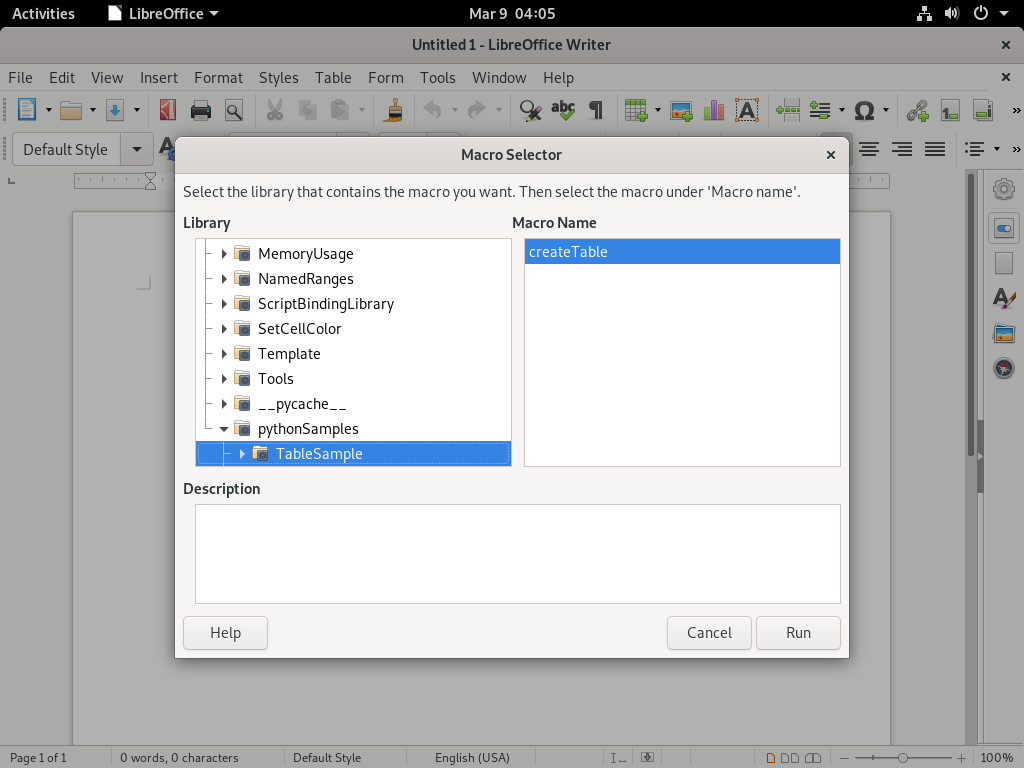 Activities LibreOffice Mar 9 04:05
Untitled 1 - LibreOffice Writer
File Edit View Insert Format Styles Table Form Tools Window Help
Default Style
Macro Selector
Select the library that contains the macro you want. Then select the macro under 'Macro name'.
Library Macro Name
MemoryUsage createTable
NamedRanges
ScriptBindingLibrary
SetCellColor
Template
Tools
__pycache__
pythonSamples
TableSample
Description
Help Cancel Run
Page 1 of 1 0 words, 0 characters Default Style English (USA) 100%